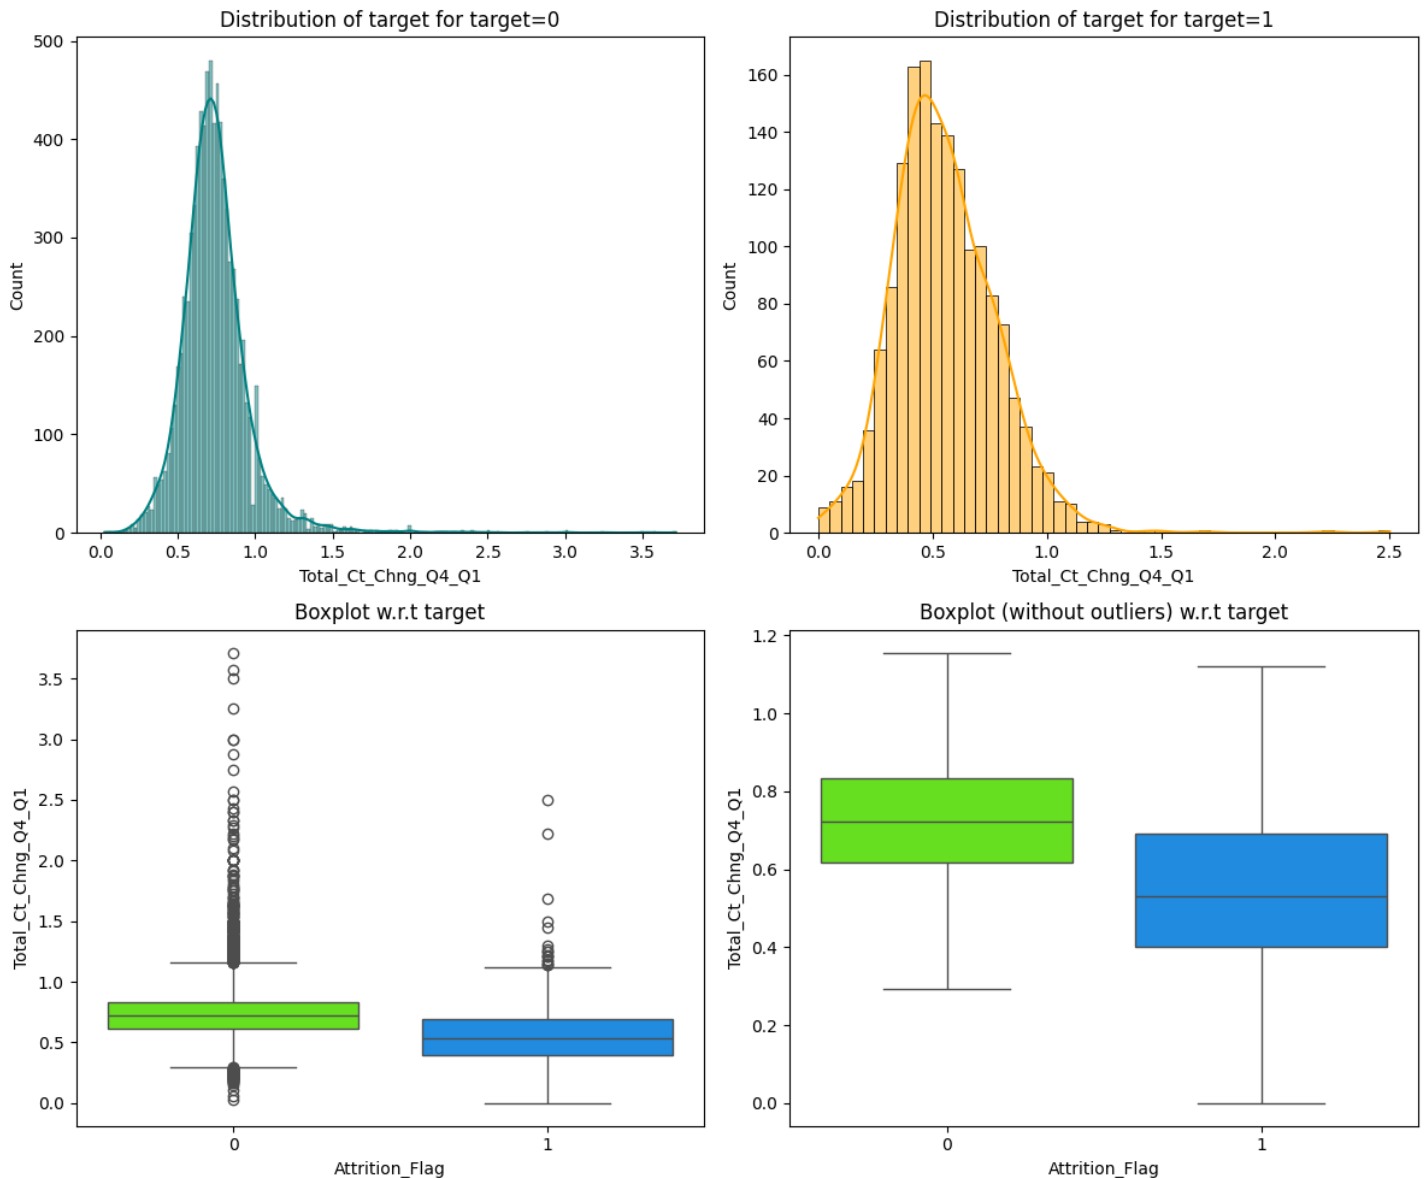 Distribution of target for target=0
500
400
300
200
100
0
Count
0.0 0.5 1.0 1.5 2.0 2.5 3.0 3.5
Total_Ct_Chng_Q4_Q1
Distribution of target for target=1
160
140
120
100
80
60
40
20
0
Count
0.0 0.5 1.0 1.5 2.0 2.5
Total_Ct_Chng_Q4_Q1
Boxplot w.r.t target
3.5
3.0
2.5
2.0
1.5
1.0
0.5
0.0
Total_Ct_Chng_Q4_Q1
0 1
Attrition_Flag
Boxplot (without outliers) w.r.t target
1.2
1.0
0.8
0.6
0.4
0.2
0.0
Total_Ct_Chng_Q4_Q1
0 1
Attrition_Flag